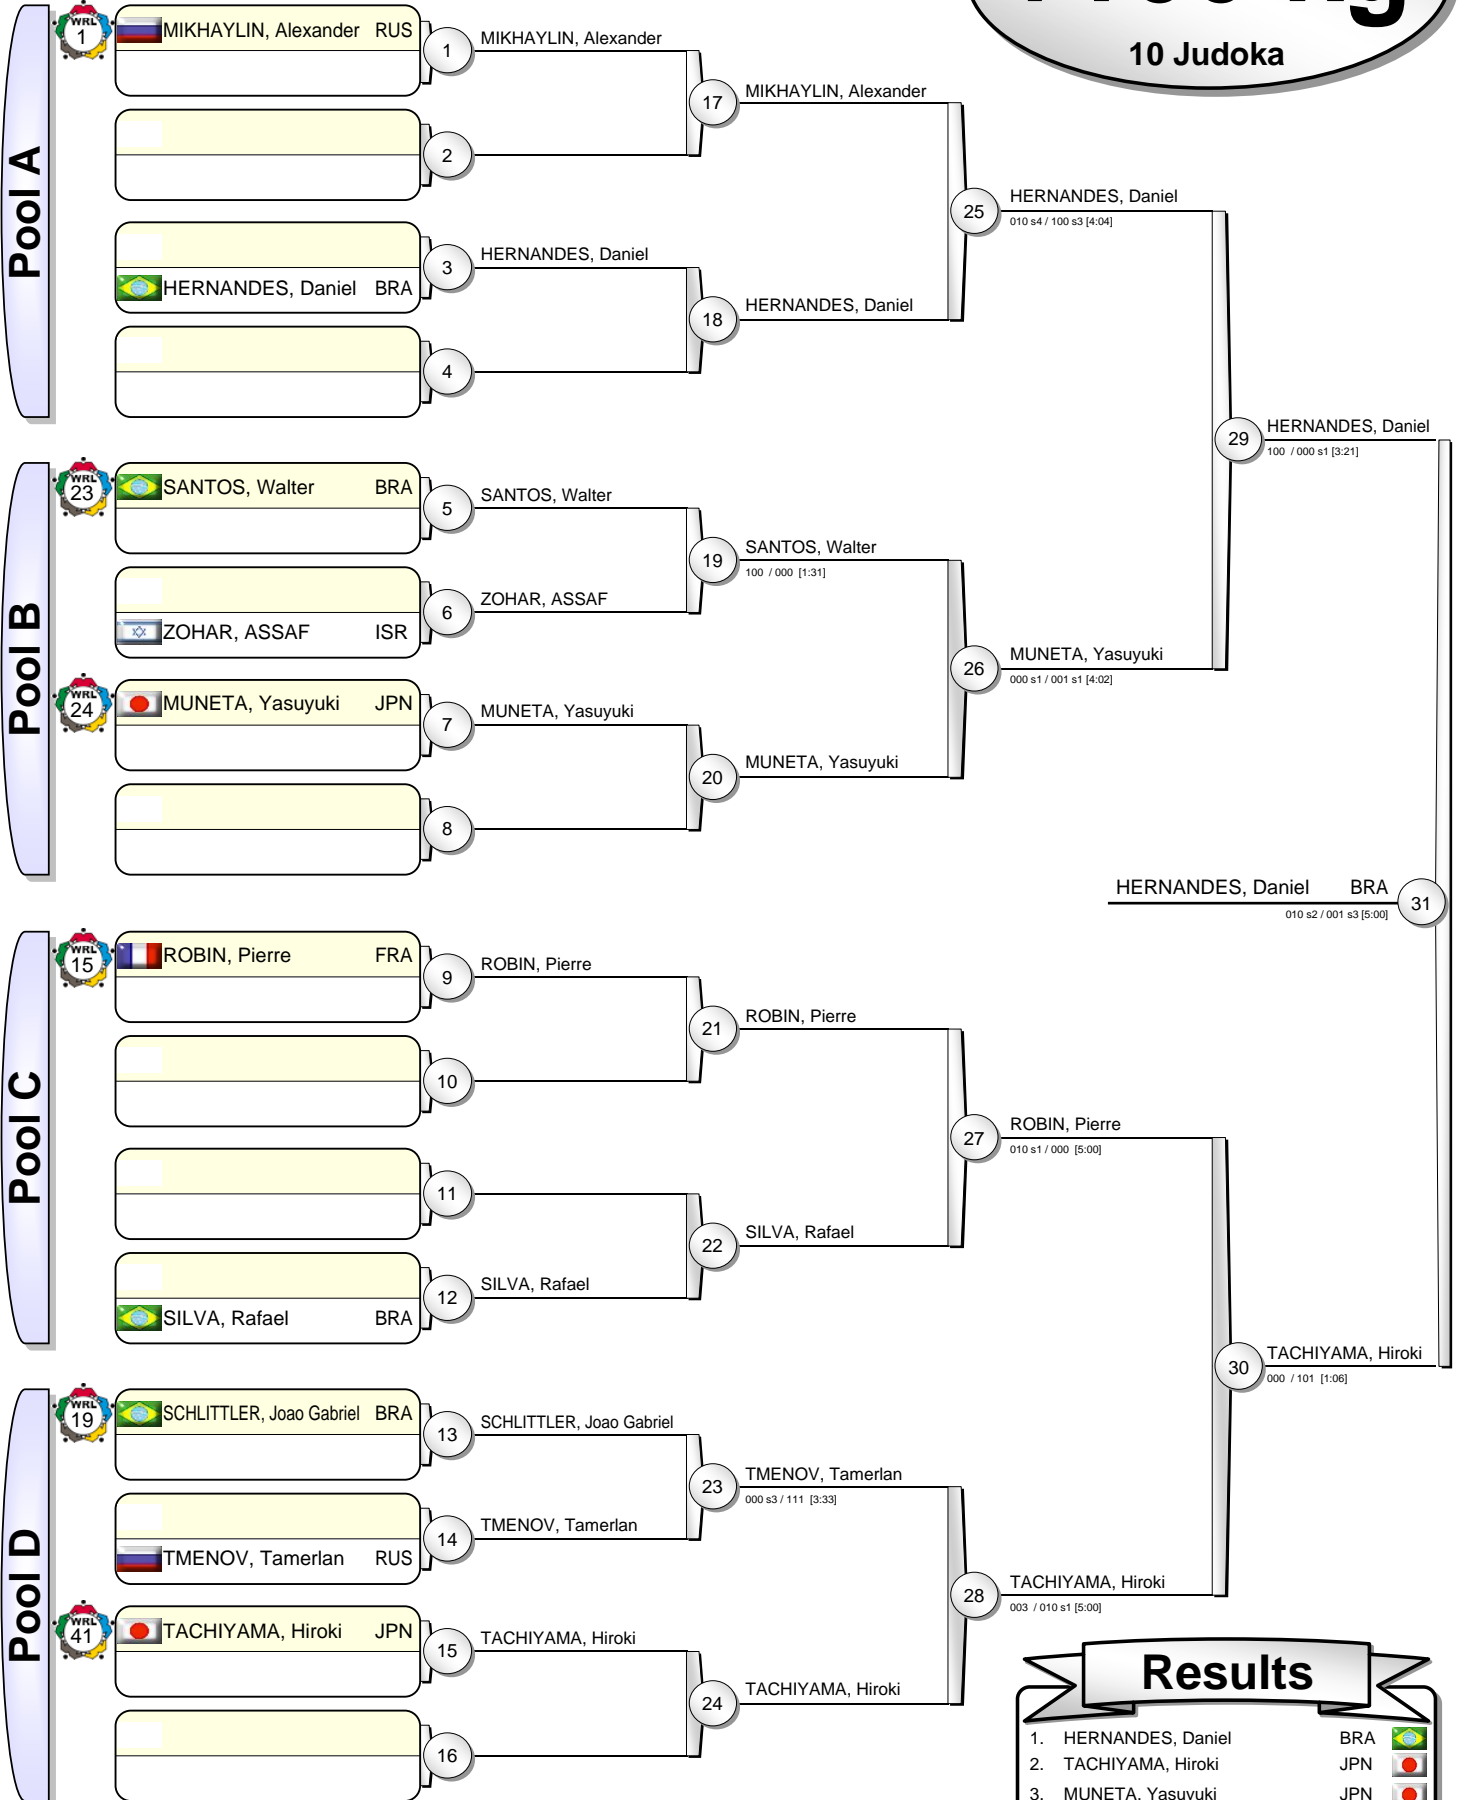 10 Judoka
Pool A
WRL
1
MIKHAYLIN, Alexander RUS
1
MIKHAYLIN, Alexander
2
17
MIKHAYLIN, Alexander
HERNANDES, Daniel BRA
3
HERNANDES, Daniel
4
18
HERNANDES, Daniel
25
HERNANDES, Daniel
010 s4 / 100 s3 [4:04]
Pool B
WRL
23
SANTOS, Walter BRA
5
SANTOS, Walter
ZOHAR, ASSAF ISR
6
ZOHAR, ASSAF
19
SANTOS, Walter
100 / 000 [1:31]
WRL
24
MUNETA, Yasuyuki JPN
7
MUNETA, Yasuyuki
8
20
MUNETA, Yasuyuki
26
MUNETA, Yasuyuki
000 s1 / 001 s1 [4:02]
29
HERNANDES, Daniel
100 / 000 s1 [3:21]
HERNANDES, Daniel BRA
010 s2 / 001 s3 [5:00]
31
Pool C
WRL
15
ROBIN, Pierre FRA
9
ROBIN, Pierre
10
21
ROBIN, Pierre
11
SILVA, Rafael BRA
12
SILVA, Rafael
22
SILVA, Rafael
27
ROBIN, Pierre
010 s1 / 000 [5:00]
Pool D
WRL
19
SCHLITTLER, Joao Gabriel BRA
13
SCHLITTLER, Joao Gabriel
TMENOV, Tamerlan RUS
14
TMENOV, Tamerlan
23
TMENOV, Tamerlan
000 s3 / 111 [3:33]
WRL
41
TACHIYAMA, Hiroki JPN
15
TACHIYAMA, Hiroki
16
24
TACHIYAMA, Hiroki
28
TACHIYAMA, Hiroki
003 / 010 s1 [5:00]
30
TACHIYAMA, Hiroki
000 / 101 [1:06]
Results
1. HERNANDES, Daniel BRA
2. TACHIYAMA, Hiroki JPN
3. MUNETA, Yasuyuki JPN